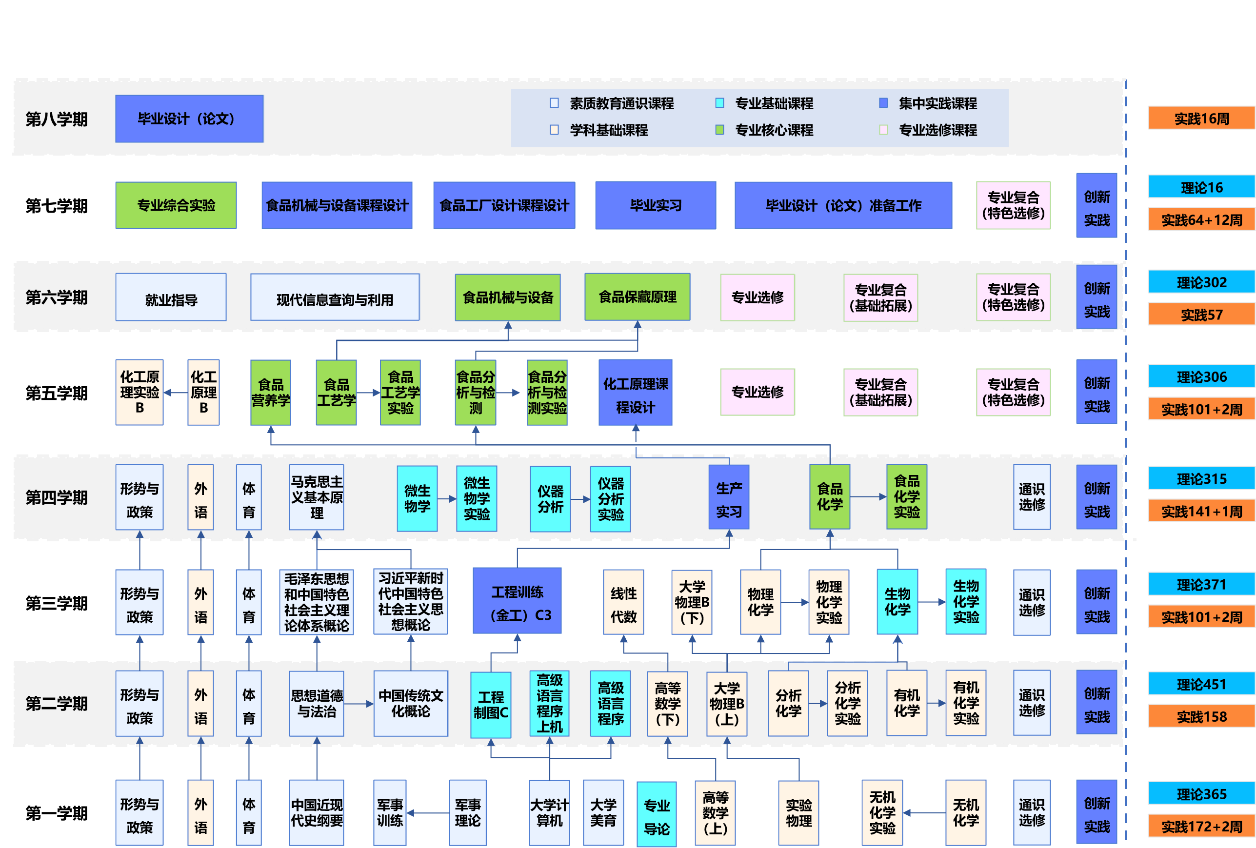 第八学期
毕业设计（论文）
素质教育通识课程
专业基础课程
集中实践课程
学科基础课程
专业核心课程
专业选修课程
实践16周
第七学期
专业综合实验
食品机械与设备课程设计
食品工厂设计课程设计
毕业实习
毕业设计（论文）准备工作
专业复合
(特色选修)
创新
实践
理论16
实践64+12周
第六学期
就业指导
现代信息查询与利用
食品机械与设备
食品保藏原理
专业选修
专业复合
(基础拓展)
专业复合
(特色选修)
创新
实践
理论302
实践57
第五学期
化工原
理实验
B
化工
原理
B
食品
营养学
食品
工艺学
食品
工艺学
实验
食品分
析与检
测
食品分
析与检
测实验
化工原理课
程设计
专业选修
专业复合
(基础拓展)
专业复合
(特色选修)
创新
实践
理论306
实践101+2周
第四学期
形势与
政策
外
语
体
育
马克思主
义基本原
理
微生
物学
微生
物学
实验
仪器
分析
仪器
分析
实验
生产
实习
食品
化学
食品
化学
实验
通识
选修
创新
实践
理论315
实践141+1周
第三学期
形势与
政策
外
语
体
育
毛泽东思想
和中国特色
社会主义理
论体系概论
习近平新时
代中国特色
社会主义思
想概论
工程训练
（金工）C3
线性
代数
大学
物理B
（下）
物理
化学
物理
化学
实验
生物
化学
生物
化学
实验
通识
选修
创新
实践
理论371
实践101+2周
第二学期
形势与
政策
外
语
体
育
思想道德
与法治
中国传统文
化概论
工程
制图C
高级
语言
程序
上机
高级
语言
程序
高等
数学
（下）
大学
物理B
（上）
分析
化学
分析
化学
实验
有机
化学
有机
化学
实验
通识
选修
创新
实践
理论451
实践158
第一学期
形势与
政策
外
语
体
育
中国近现
代史纲要
军事
训练
军事
理论
大学计
算机
大学
美育
专业
导论
高等
数学
（上）
实验
物理
无机
化学
实验
无机
化学
通识
选修
创新
实践
理论365
实践172+2周